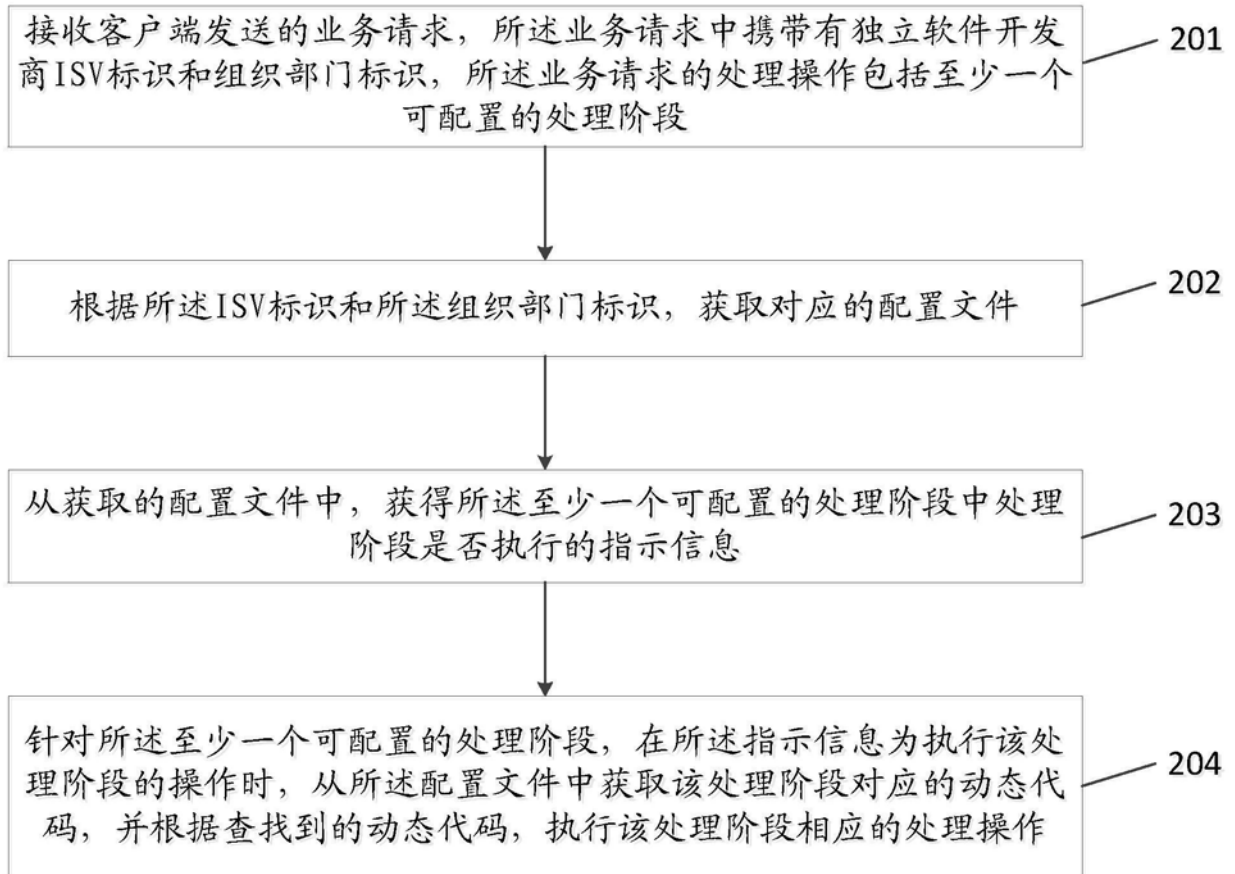 接收客户端发送的业务请求，所述业务请求中携带有独立软件开发
商ISV标识和组织部门标识，所述业务请求的处理操作包括至少一个
可配置的处理阶段
201
根据所述ISV标识和所述组织部门标识，获取对应的配置文件
202
从获取的配置文件中，获得所述至少一个可配置的处理阶段中处理
阶段是否执行的指示信息
203
针对所述至少一个可配置的处理阶段，在所述指示信息为执行该处
理阶段的操作时，从所述配置文件中获取该处理阶段对应的动态代
码，并根据查找到的动态代码，执行该处理阶段相应的处理操作
204